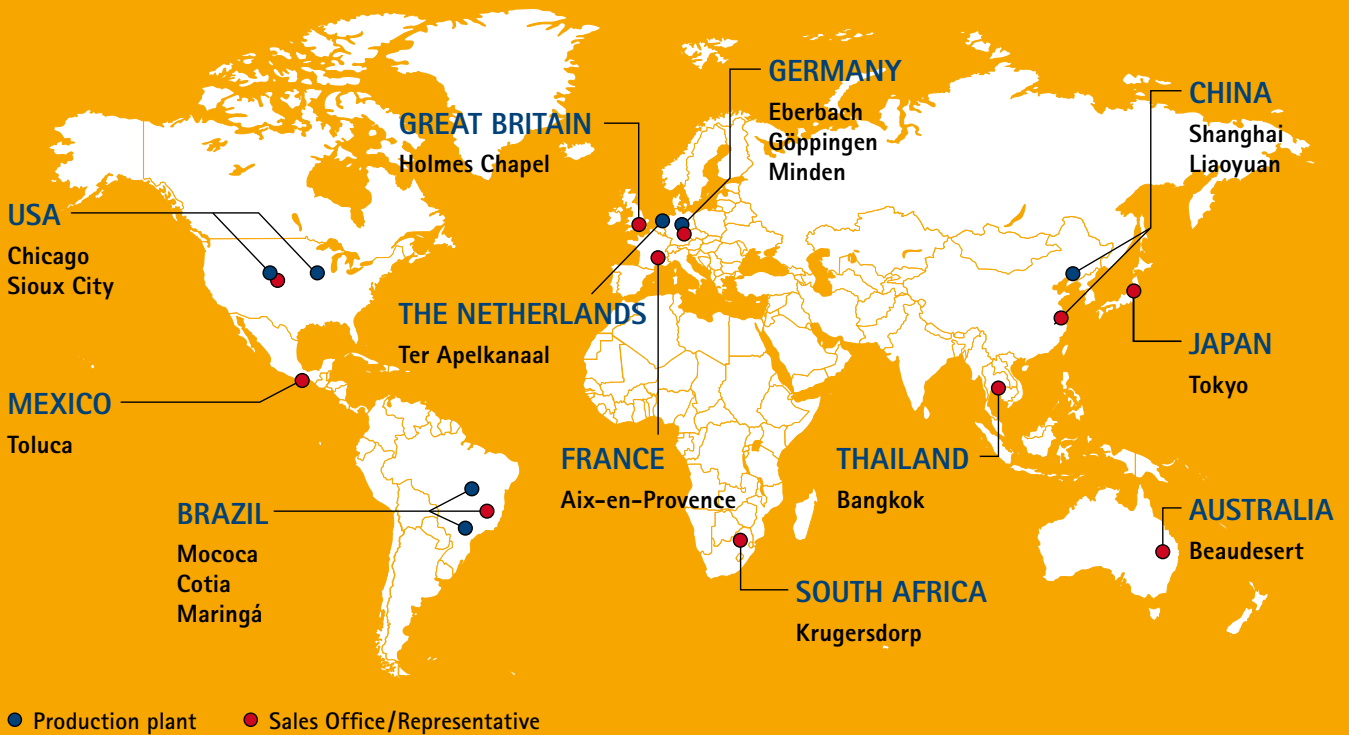 GERMANY
Eberbach
Göppingen
Minden
CHINA
Shanghai
Liaoyuan
GREAT BRITAIN
Holmes Chapel
USA
Chicago
Sioux City
THE NETHERLANDS
Ter Apelkanaal
JAPAN
Tokyo
MEXICO
Toluca
FRANCE
Aix-en-Provence
THAILAND
Bangkok
BRAZIL
Mococa
Cotia
Maringá
AUSTRALIA
Beaudesert
SOUTH AFRICA
Krugersdorp
Production plant
Sales Office/Representative